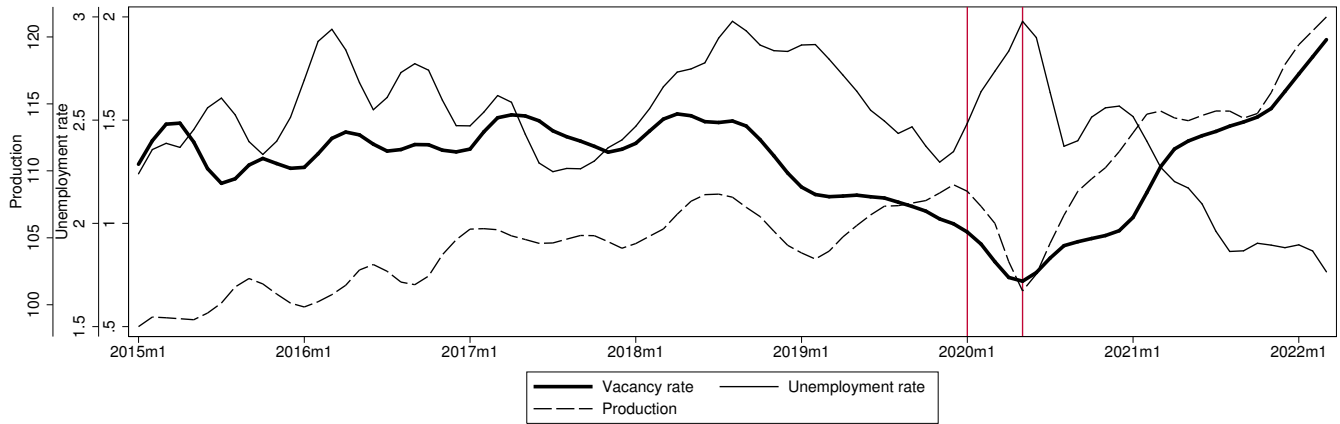 Production
100 105 110 115 120
Unemployment rate
1.5 2 2.5 3
.5 1 1.5 2
2015m1 2016m1 2017m1 2018m1 2019m1 2020m1 2021m1 2022m1
Vacancy rate Unemployment rate
Production